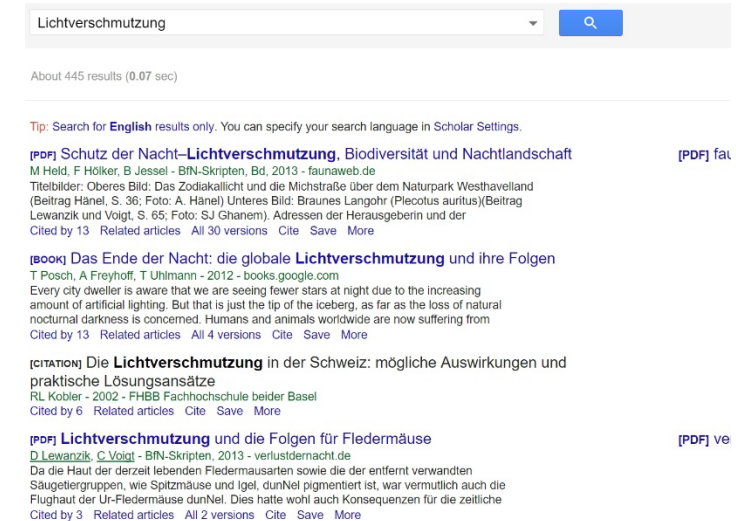 Lichtverschmutzung
About 445 results (0.07 sec)
Tip: Search for English results only. You can specify your search language in Scholar Settings.
[PDF] Schutz der Nacht–Lichtverschmutzung, Biodiversität und Nachtlandschaft
[PDF]
M Held, F Hölker, B Jessel - BfN-Skripten, Bd, 2013 - faunaweb.de
Titelbilder: Oberes Bild: Das Zodiakallicht und die Michstraße über dem Naturpark Westhavelland
(Beitrag Hänel, S. 36; Foto: A. Hänel) Unteres Bild: Braunes Langohr (Plecotus auritus)(Beitrag
Lewanzik und Voigt, S. 65; Foto: SJ Ghanem). Adressen der Herausgeberin und der
Cited by 13 Related articles All 30 versions Cite Save More
[BOOK] Das Ende der Nacht: die globale Lichtverschmutzung und ihre Folgen
T Posch, A Freyhoff, T Uhlmann - 2012 - books.google.com
Every city dweller is aware that we are seeing fewer stars at night due to the increasing
amount of artificial lighting. But that is just the tip of the iceberg, as far as the loss of natural
nocturnal darkness is concerned. Humans and animals worldwide are now suffering from
Cited by 13 Related articles All 4 versions Cite Save More
[CITATION] Die Lichtverschmutzung in der Schweiz: mögliche Auswirkungen und
praktische Lösungsansätze
RL Kobler - 2002 - FHBB Fachhochschule beider Basel
Cited by 6 Related articles Cite Save More
[PDF] Lichtverschmutzung und die Folgen für Fledermäuse
[PDF]
D Lewanzik, C Voigt - BfN-Skripten, 2013 - verlustdernacht.de
Da die Haut der derzeit lebenden Fledermausarten sowie die der entfernt verwandten
Säugetiergruppen, wie Spitzmäuse und Igel, dunNel pigmentiert ist, war vermutlich auch die
Flughaut der Ur-Fledermäuse dunNel. Dies hatte wohl auch Konsequenzen für die zeitliche
Cited by 3 Related articles All 2 versions Cite Save More